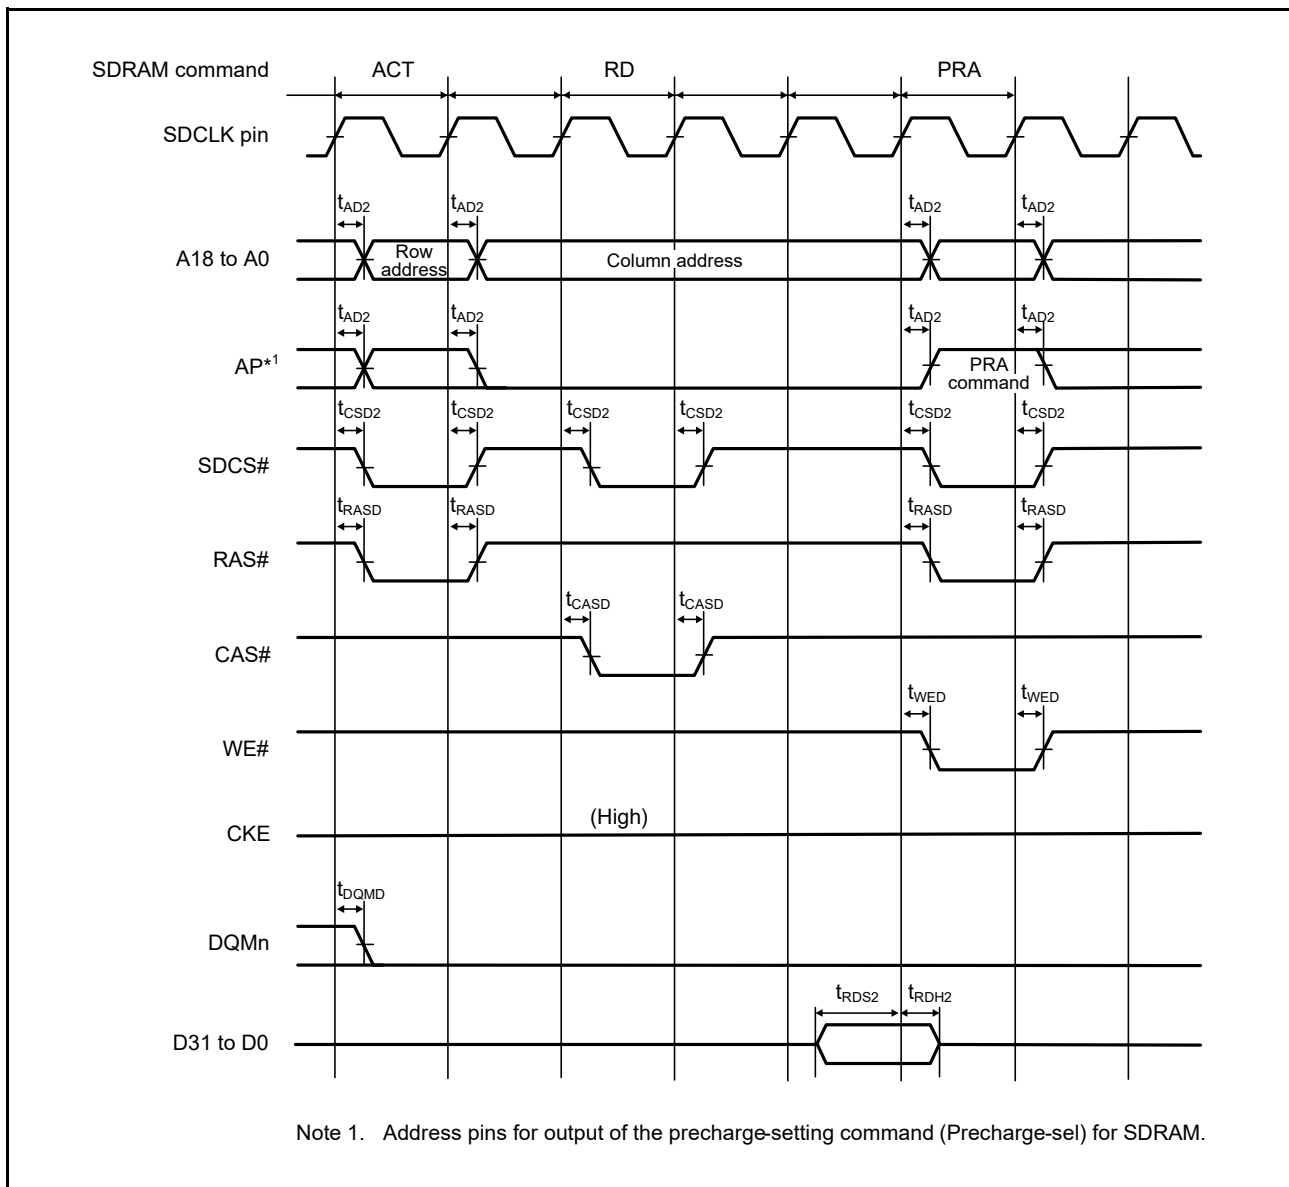 SDRAM command ACT RD PRA
SDCLK pin
tAD2 tAD2 tAD2 tAD2
A18 to A0 Row address Column address
tAD2 tAD2 tAD2 tAD2
AP*1 PRA command
tCSD2 tCSD2 tCSD2 tCSD2 tCSD2 tCSD2
SDCS#
tRASD tRASD tRASD tRASD
RAS#
tCASD tCASD
CAS#
tWED tWED
WE#
(High)
CKE
tDQMD
DQMn
tRDS2 tRDH2
D31 to D0
Note 1. Address pins for output of the precharge-setting command (Precharge-sel) for SDRAM.